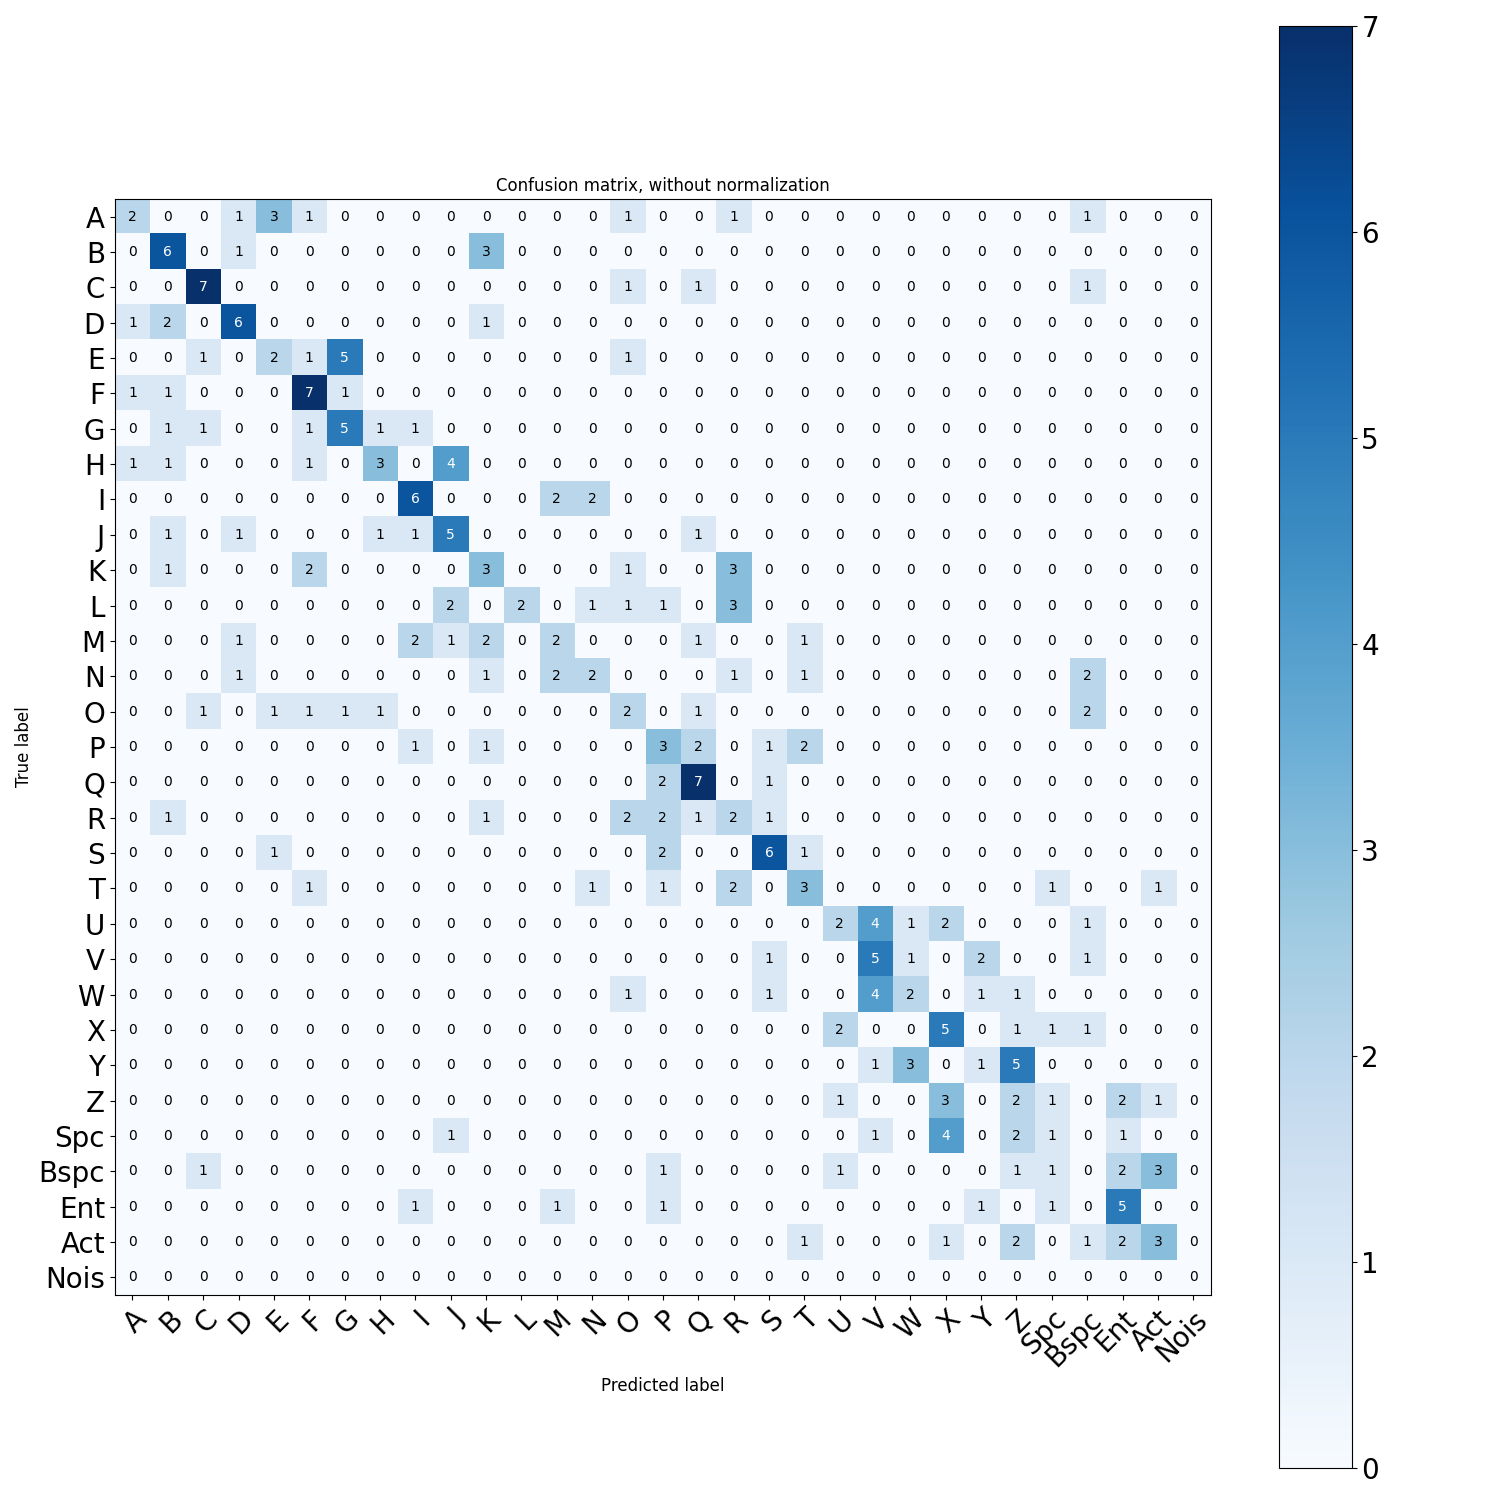 Confusion matrix, without normalization
A 2 0 0 1 3 1 0 0 0 0 0 0 0 0 1 0 0 1 0 0 0 0 0 0 0 0 0 1 0 0 0
B 0 6 0 1 0 0 0 0 0 0 3 0 0 0 0 0 0 0 0 0 0 0 0 0 0 0 0 0 0 0 0
C 0 0 7 0 0 0 0 0 0 0 0 0 0 0 1 0 1 0 0 0 0 0 0 0 0 0 0 1 0 0 0
D 1 2 0 6 0 0 0 0 0 0 1 0 0 0 0 0 0 0 0 0 0 0 0 0 0 0 0 0 0 0 0
E 0 0 1 0 2 1 5 0 0 0 0 0 0 0 1 0 0 0 0 0 0 0 0 0 0 0 0 0 0 0 0
F 1 1 0 0 0 7 1 0 0 0 0 0 0 0 0 0 0 0 0 0 0 0 0 0 0 0 0 0 0 0 0
G 0 1 1 0 0 1 5 1 1 0 0 0 0 0 0 0 0 0 0 0 0 0 0 0 0 0 0 0 0 0 0
H 1 1 0 0 0 1 0 3 0 4 0 0 0 0 0 0 0 0 0 0 0 0 0 0 0 0 0 0 0 0 0
I 0 0 0 0 0 0 0 0 6 0 0 0 2 2 0 0 0 0 0 0 0 0 0 0 0 0 0 0 0 0 0
J 0 1 0 1 0 0 0 1 1 5 0 0 0 0 0 0 1 0 0 0 0 0 0 0 0 0 0 0 0 0 0
K 0 1 0 0 0 2 0 0 0 0 3 0 0 0 1 0 0 3 0 0 0 0 0 0 0 0 0 0 0 0 0
L 0 0 0 0 0 0 0 0 0 2 0 2 0 1 1 1 0 3 0 0 0 0 0 0 0 0 0 0 0 0 0
M 0 0 0 1 0 0 0 0 2 1 2 0 2 0 0 0 1 0 0 1 0 0 0 0 0 0 0 0 0 0 0
N 0 0 0 1 0 0 0 0 0 0 1 0 2 2 0 0 0 1 0 1 0 0 0 0 0 0 0 2 0 0 0
O 0 0 1 0 1 1 1 1 0 0 0 0 0 0 2 0 1 0 0 0 0 0 0 0 0 0 0 2 0 0 0
P 0 0 0 0 0 0 0 0 1 0 1 0 0 0 0 3 2 0 1 2 0 0 0 0 0 0 0 0 0 0 0
Q 0 0 0 0 0 0 0 0 0 0 0 0 0 0 0 2 7 0 1 0 0 0 0 0 0 0 0 0 0 0 0
R 0 1 0 0 0 0 0 0 0 0 1 0 0 0 2 2 1 2 1 0 0 0 0 0 0 0 0 0 0 0 0
S 0 0 0 0 1 0 0 0 0 0 0 0 0 0 0 2 0 0 6 1 0 0 0 0 0 0 0 0 0 0 0
T 0 0 0 0 0 1 0 0 0 0 0 0 0 1 0 1 0 2 0 3 0 0 0 0 0 0 1 0 0 1 0
U 0 0 0 0 0 0 0 0 0 0 0 0 0 0 0 0 0 0 0 0 2 4 1 2 0 0 0 1 0 0 0
V 0 0 0 0 0 0 0 0 0 0 0 0 0 0 0 0 0 0 1 0 0 5 1 0 2 0 0 1 0 0 0
W 0 0 0 0 0 0 0 0 0 0 0 0 0 0 1 0 0 0 1 0 0 4 2 0 1 1 0 0 0 0 0
X 0 0 0 0 0 0 0 0 0 0 0 0 0 0 0 0 0 0 0 0 2 0 0 5 0 1 1 1 0 0 0
Y 0 0 0 0 0 0 0 0 0 0 0 0 0 0 0 0 0 0 0 0 0 1 3 0 1 5 0 0 0 0 0
Z 0 0 0 0 0 0 0 0 0 0 0 0 0 0 0 0 0 0 0 0 1 0 0 3 0 2 1 0 2 1 0
Spc 0 0 0 0 0 0 0 0 0 1 0 0 0 0 0 0 0 0 0 0 0 1 0 4 0 2 1 0 1 0 0
Bspc 0 0 1 0 0 0 0 0 0 0 0 0 0 0 0 1 0 0 0 0 1 0 0 0 0 1 1 0 2 3 0
Ent 0 0 0 0 0 0 0 0 1 0 0 0 1 0 0 1 0 0 0 0 0 0 0 0 1 0 1 0 5 0 0
Act 0 0 0 0 0 0 0 0 0 0 0 0 0 0 0 0 0 0 0 1 0 0 0 1 0 2 0 1 2 3 0
Nois 0 0 0 0 0 0 0 0 0 0 0 0 0 0 0 0 0 0 0 0 0 0 0 0 0 0 0 0 0 0 0
A B C D E F G H I J K L M N O P Q R S T U V W X Y Z Spc Bspc Ent Act Nois
True label
Predicted label
7
6
5
4
3
2
1
0